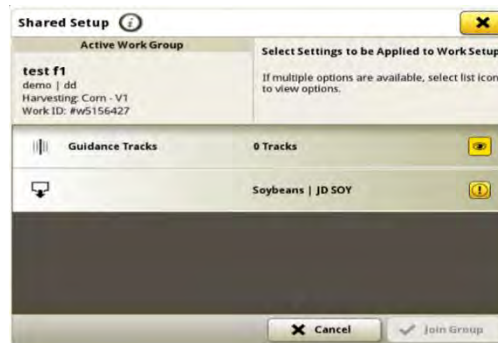 Shared Setup
Active Work Group
test f1
demo | dd
Harvesting: Corn - V1
Work ID: #w5156427
Select Settings to be Applied to Work Setup
If multiple options are available, select list icon
to view options.
Guidance Tracks 0 Tracks
Soybeans | JD SOY
Cancel Join Group